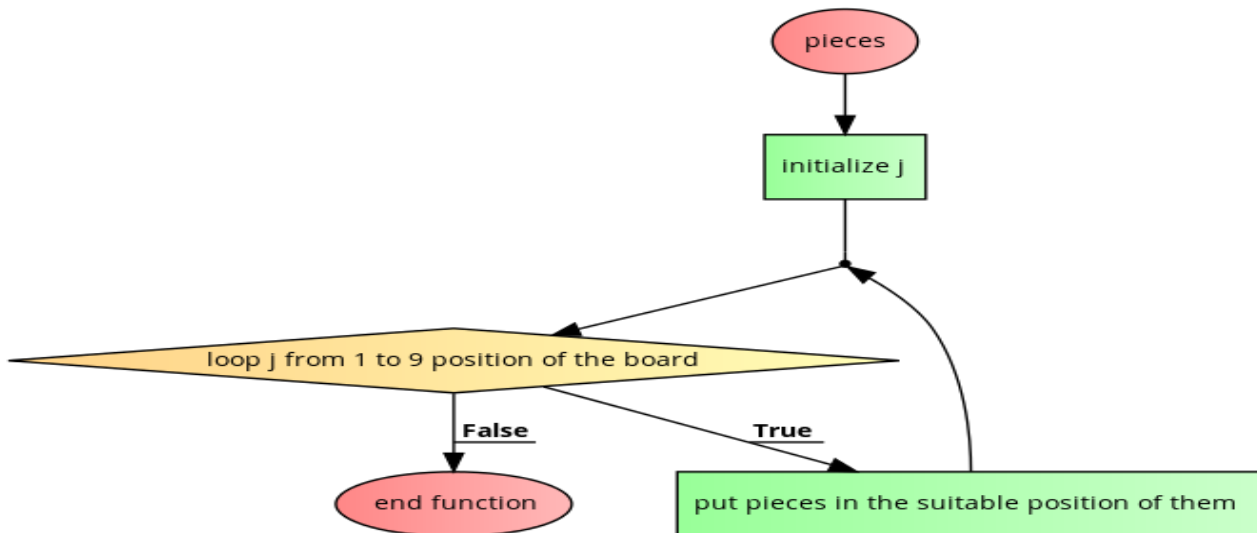 pieces
initialize j
loop j from 1 to 9 position of the board
False
True
end function
put pieces in the suitable position of them